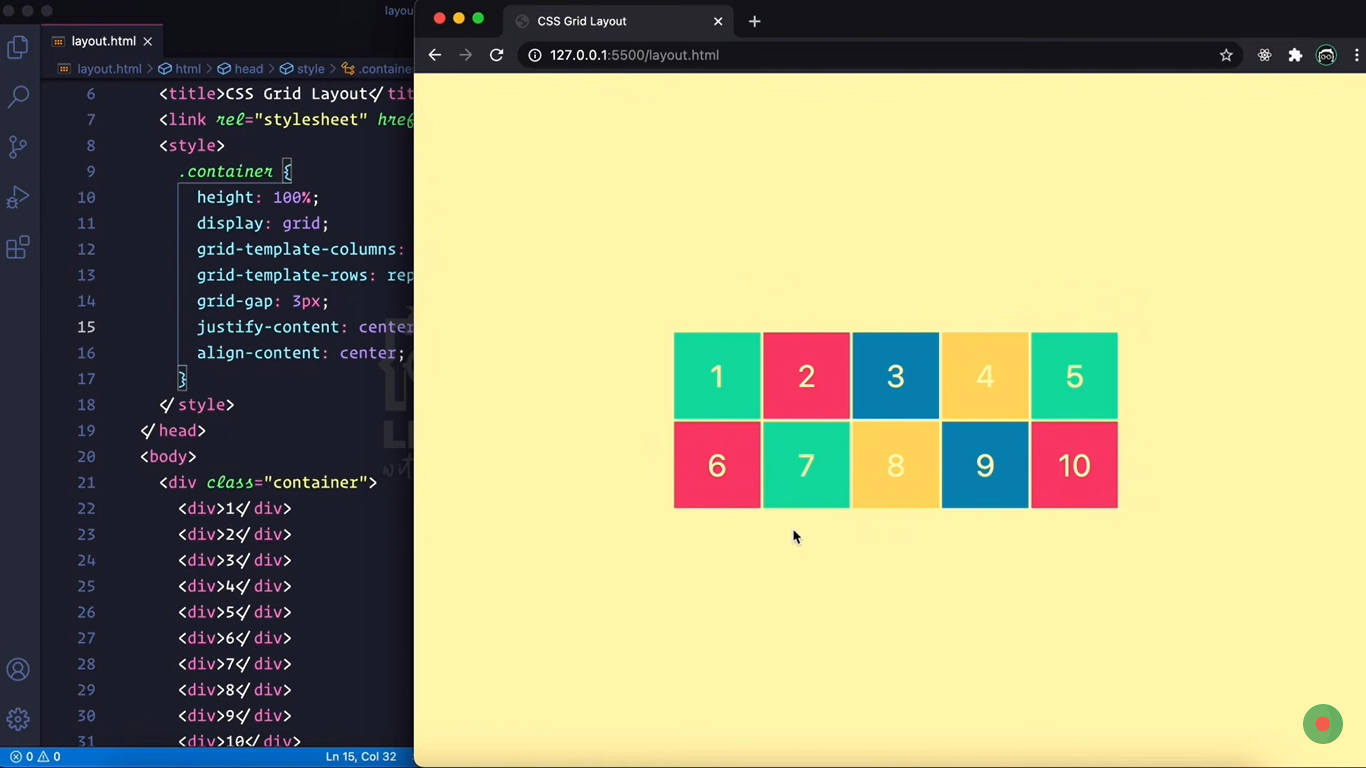 layou
layout.html
layout.html > html > head > style > .containe
6 <title>CSS Grid Layout</tit
7 <link rel="stylesheet" href
8 <style>
9 .container {
10 height: 100%;
11 display: grid;
12 grid-template-columns:
13 grid-template-rows: rep
14 grid-gap: 3px;
15 justify-content: center
16 align-content: center;
17 }
18 </style>
19 </head>
20 <body>
21 <div class="container">
22 <div>1</div>
23 <div>2</div>
24 <div>3</div>
25 <div>4</div>
26 <div>5</div>
27 <div>6</div>
28 <div>7</div>
29 <div>8</div>
30 <div>9</div>
31 <div>10</div>
0 0
Ln 15, Col 32
CSS Grid Layout
127.0.0.1:5500/layout.html
1 2 3 4 5
6 7 8 9 10